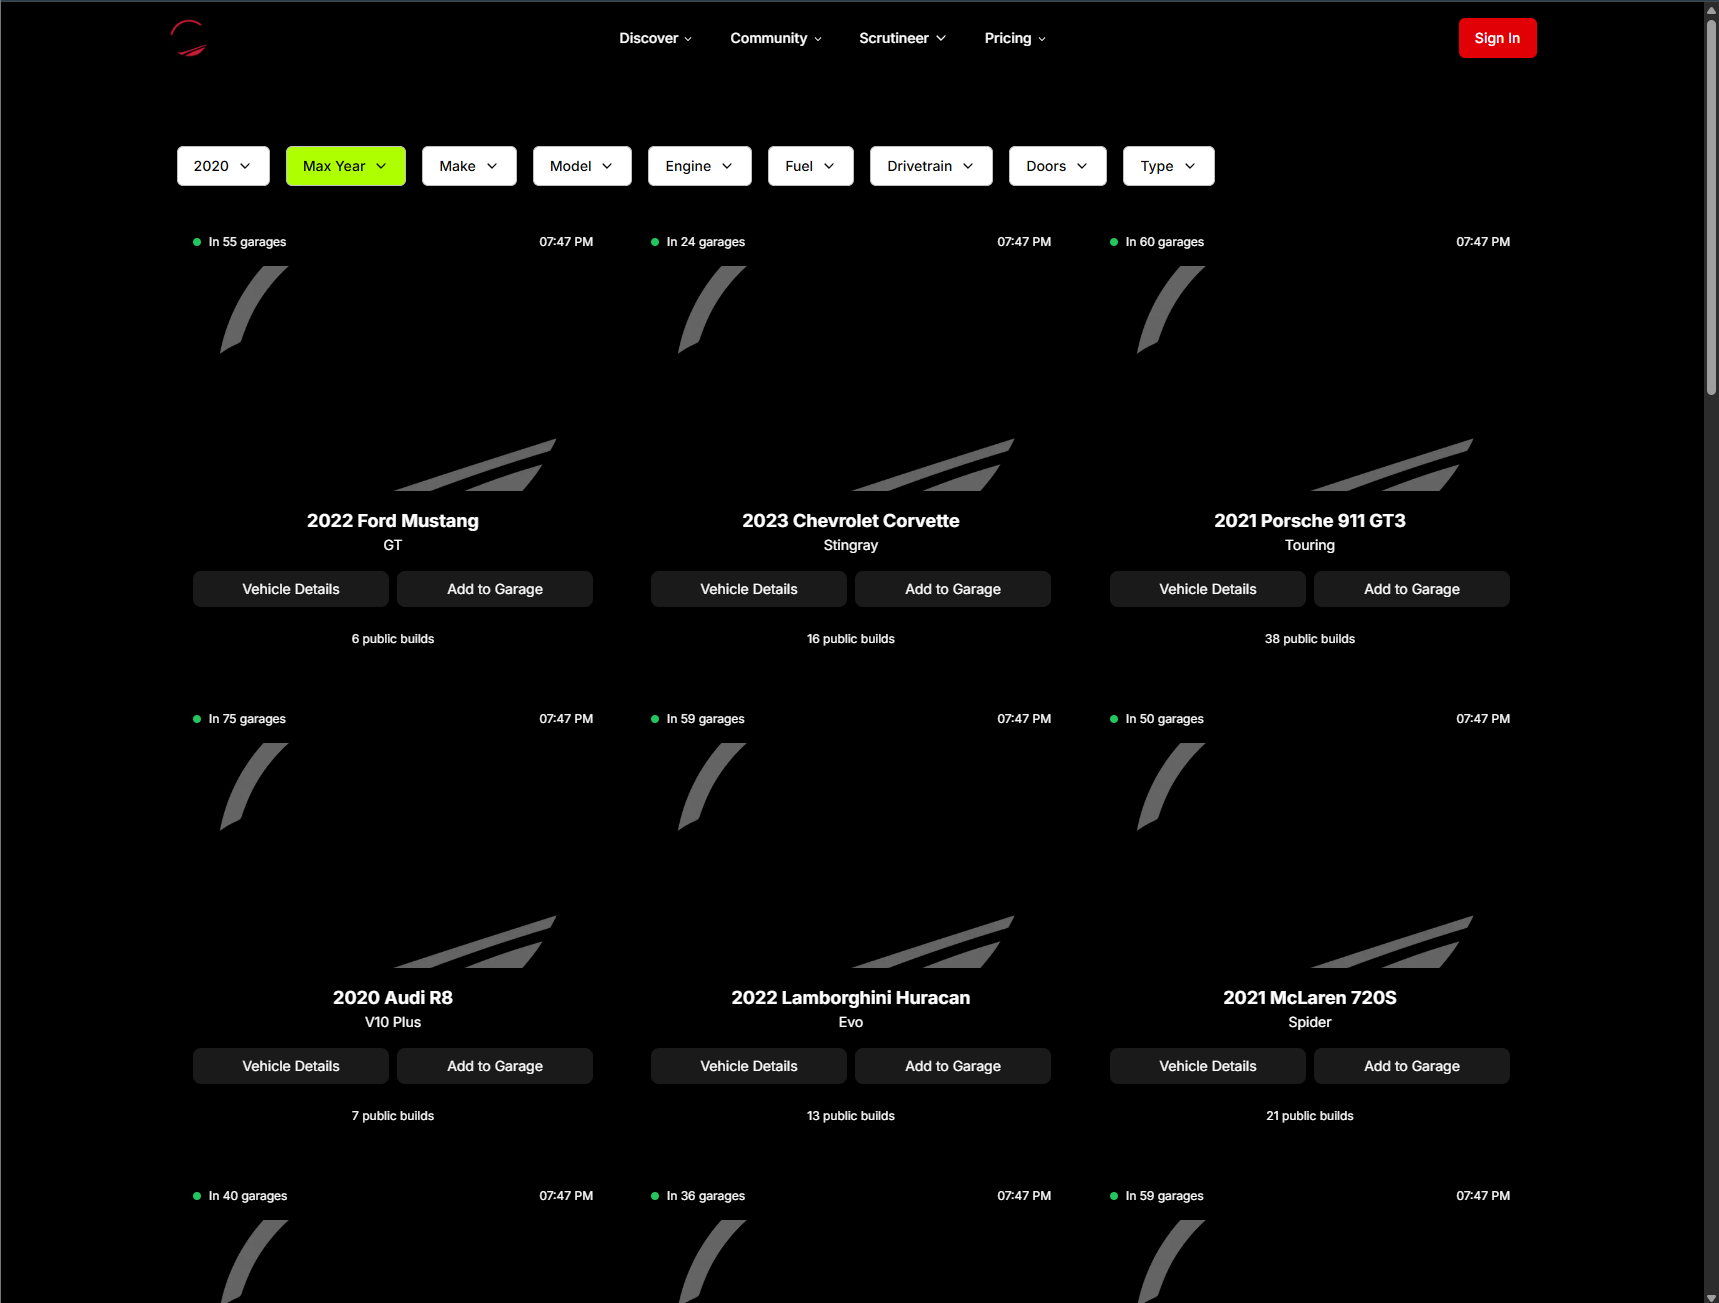 Discover
Community
Scrutineer
Pricing
Sign In
2020
Max Year
Make
Model
Engine
Fuel
Drivetrain
Doors
Type
In 55 garages
07:47 PM
2022 Ford Mustang
GT
Vehicle Details
Add to Garage
6 public builds
In 24 garages
07:47 PM
2023 Chevrolet Corvette
Stingray
Vehicle Details
Add to Garage
16 public builds
In 60 garages
07:47 PM
2021 Porsche 911 GT3
Touring
Vehicle Details
Add to Garage
38 public builds
In 75 garages
07:47 PM
2020 Audi R8
V10 Plus
Vehicle Details
Add to Garage
7 public builds
In 59 garages
07:47 PM
2022 Lamborghini Huracan
Evo
Vehicle Details
Add to Garage
13 public builds
In 50 garages
07:47 PM
2021 McLaren 720S
Spider
Vehicle Details
Add to Garage
21 public builds
In 40 garages
07:47 PM
In 36 garages
07:47 PM
In 59 garages
07:47 PM